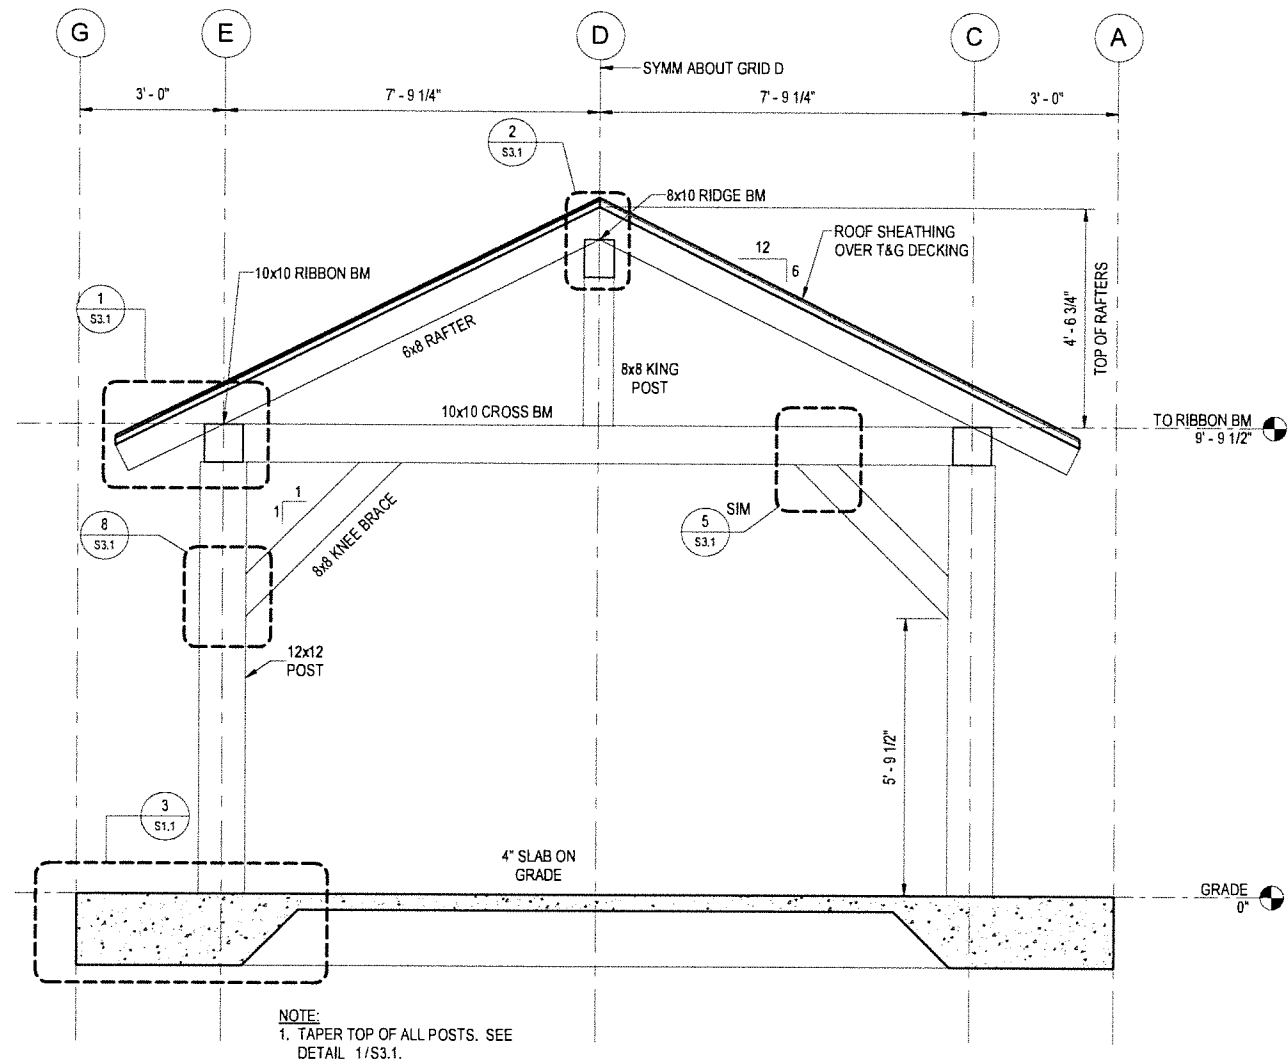 G
E
D
C
A
SYMM ABOUT GRID D
3' - 0"
7' - 9 1/4"
7' - 9 1/4"
3' - 0"
2
S3.1
8x10 RIDGE BM
12
6
ROOF SHEATHING
OVER T&G DECKING
10x10 RIBBON BM
1
S3.1
6x8 RAFTER
4' - 6 3/4"
TOP OF RAFTERS
8x8 KING
POST
10x10 CROSS BM
TO RIBBON BM
9' - 9 1/2"
1
1
8x8 KNEE BRACE
SIM
5
S3.1
8
S3.1
12x12
POST
5' - 9 1/2"
3
S1.1
4" SLAB ON
GRADE
GRADE
0"
NOTE:
1. TAPER TOP OF ALL POSTS. SEE
DETAIL 1/S3.1.